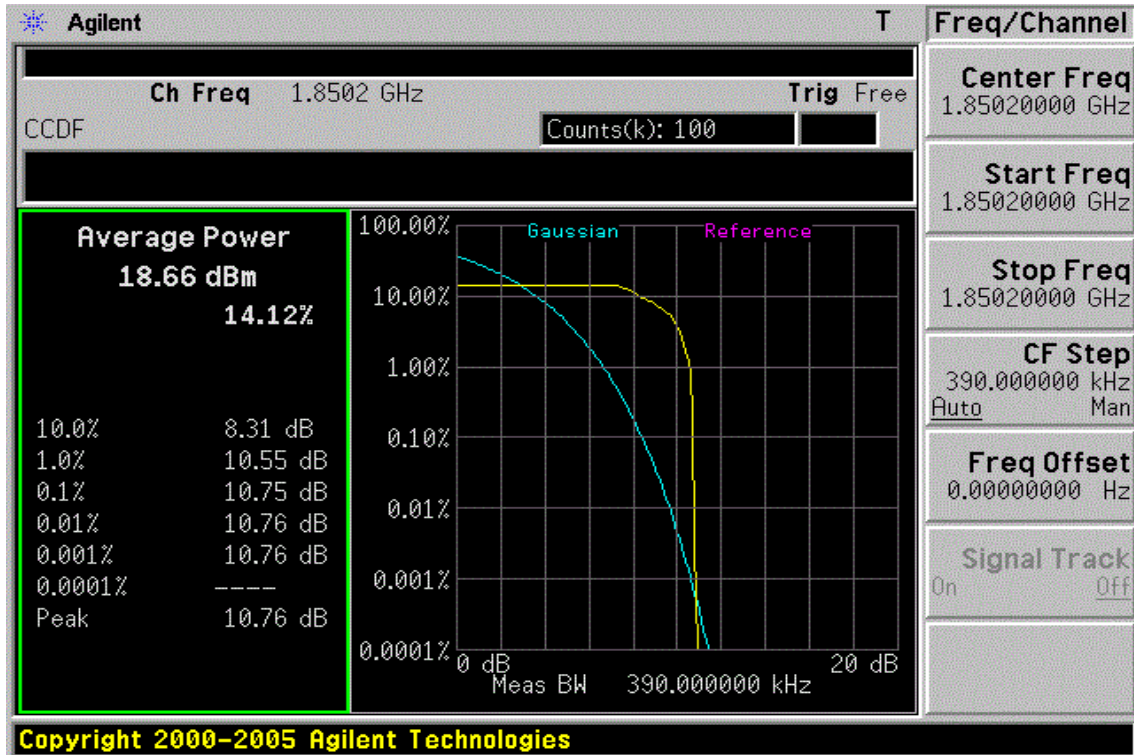 Agilent T
Ch Freq 1.8502 GHz Trig Free
CCDF Counts(k): 100
Average Power
18.66 dBm
14.12%
10.0% 8.31 dB
1.0% 10.55 dB
0.1% 10.75 dB
0.01% 10.76 dB
0.001% 10.76 dB
0.0001% ----
Peak 10.76 dB
Gaussian Reference
100.00%
10.00%
1.00%
0.10%
0.01%
0.001%
0.0001%
0 dB 20 dB
Meas BW 390.000000 kHz
Freq/Channel
Center Freq
1.85020000 GHz
Start Freq
1.85020000 GHz
Stop Freq
1.85020000 GHz
CF Step
390.000000 kHz
Auto Man
Freq Offset
0.00000000 Hz
Signal Track
On Off
Copyright 2000-2005 Agilent Technologies